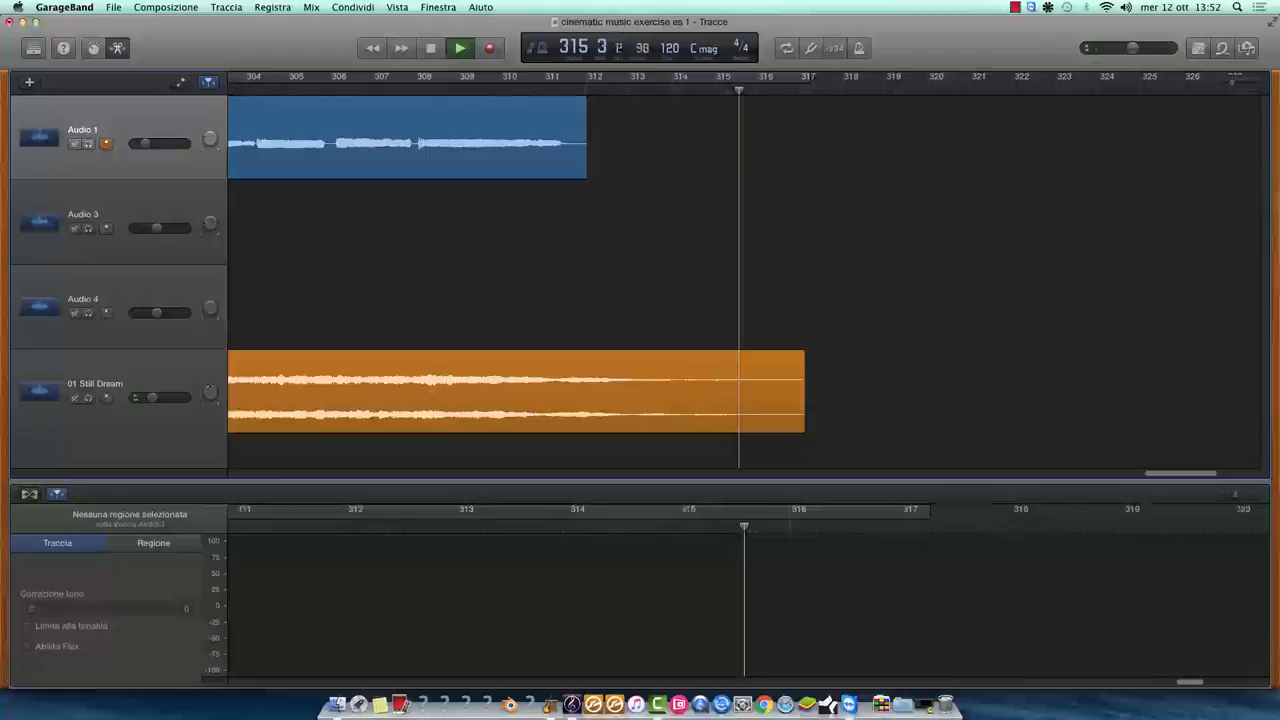 GarageBand File Composizione Traccia Registra Mix Condividi Vista Finestra Aiuto mer 12 ott 13:52
cinematic music exercise es 1 - Tracce
315 3 98 120 C mag 4/4
304 305 306 307 308 309 310 311 312 313 314 315 316 317 318 319 320 321 322 323 324 325 326
Audio 1
Audio 3
Audio 4
01 Still Dream
Nessuna regione selezionata
sulla traccia Audio 3
312 313 314 316 317 318 319
Traccia Regione
100
75
50
25
0
-25
-50
-75
-100
Correzione tono
0
Limita alla tonalità
Abilita Flex